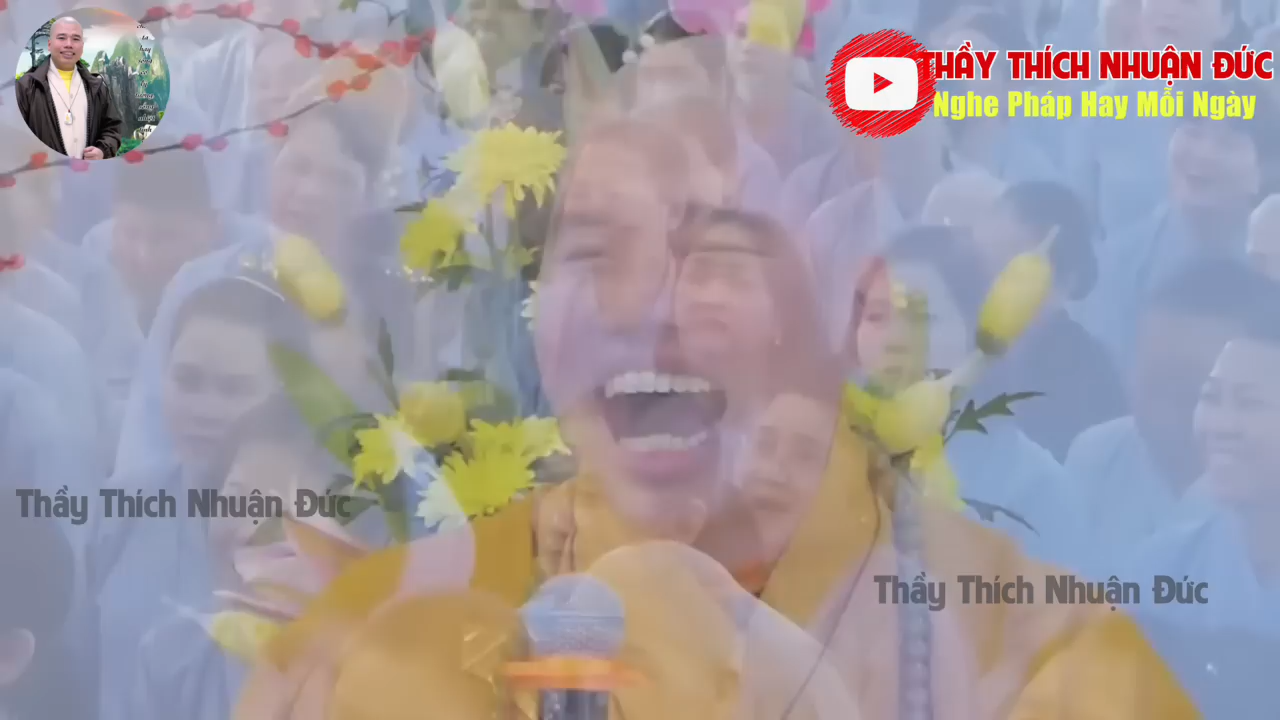 THẦY THÍCH NHUẬN ĐỨC
Nghe Pháp Hay Mỗi Ngày
Thầy Thích Nhuận Đức
Thầy Thích Nhuận Đức